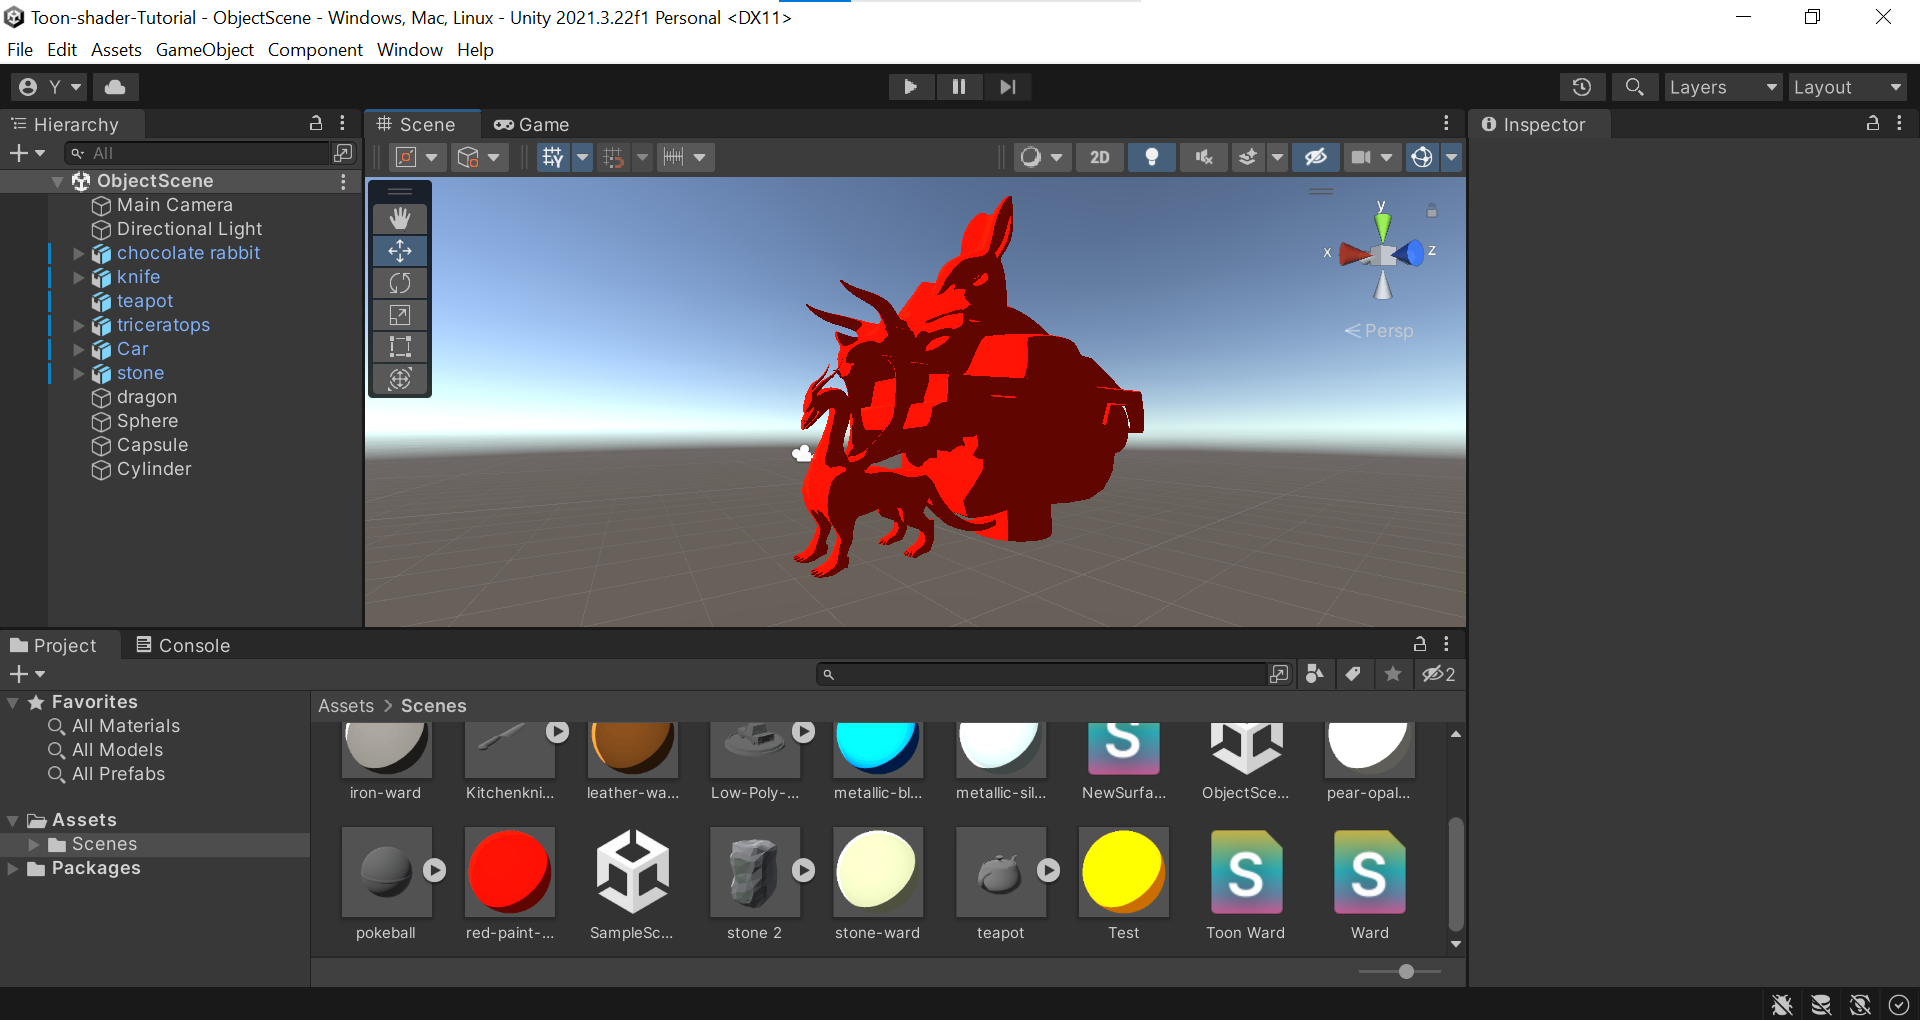 Toon-shader-Tutorial - ObjectScene - Windows, Mac, Linux - Unity 2021.3.22f1 Personal <DX11>
File Edit Assets GameObject Component Window Help
Y
Layers
Layout
Hierarchy
Scene
Game
Inspector
All
2D
ObjectScene
Main Camera
Directional Light
chocolate rabbit
knife
teapot
triceratops
Car
stone
dragon
Sphere
Capsule
Cylinder
y
x
z
Persp
Project
Console
2
Favorites
All Materials
All Models
All Prefabs
Assets
Scenes
Packages
Assets > Scenes
iron-ward
Kitchenkni...
leather-wa...
Low-Poly-...
metallic-bl...
metallic-sil...
NewSurfa...
ObjectSce...
pear-opal...
pokeball
red-paint-...
SampleSc...
stone 2
stone-ward
teapot
Test
Toon Ward
Ward